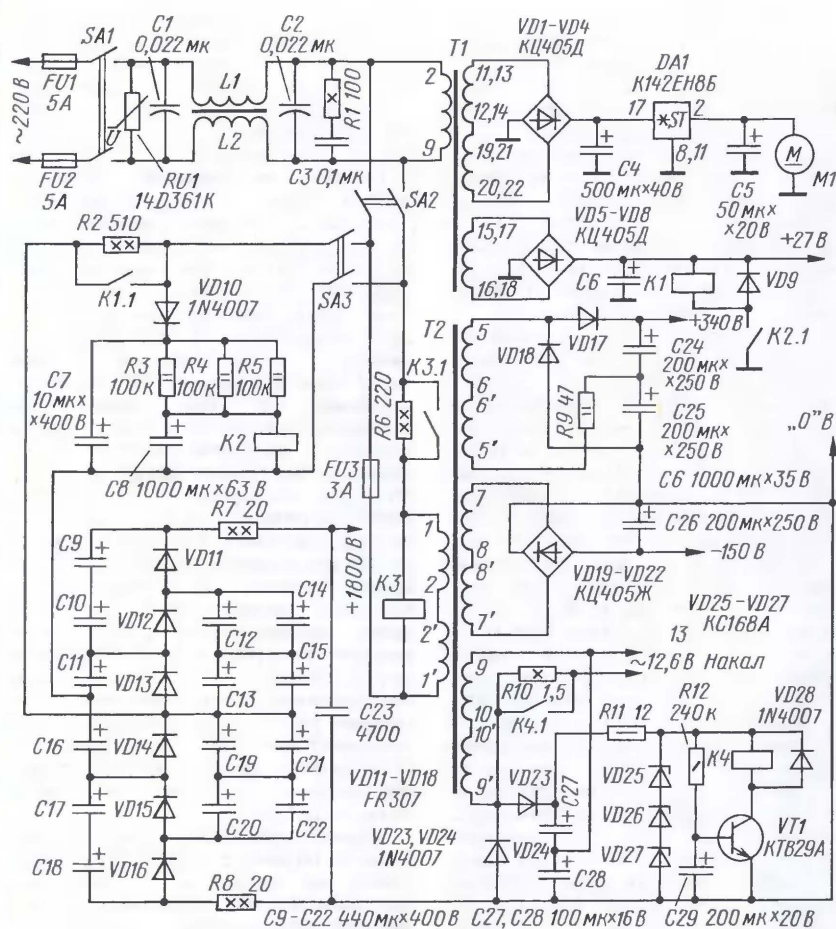 SA1
C1
0,022 мк
C2
0,022 мк
VD1–VD4
КЦ405Д
T1
DA1
К142ЕН8Б
FU1
5А
~220 В
U
L1
L2
R1 100
2
9
11,13
12,14
19,21
20,22
17
*,ST
2
8,11
C4
500 мк×40В
C5
50 мк×
×20В
M
M1
FU2
5А
RU1
14D361K
C3 0,1мк
SA2
R2 510
K1.1
VD10
1N4007
SA3
15,17
16,18
VD5–VD8
КЦ405Д
+27В
C6
K1
VD9
K2.1
T2
5
6
6'
5'
VD18
VD17
+340В
C24
200 мк×
×250 В
R9 47
C25
200 мк×
×250 В
„0"В
C7
10 мк×
×400 В
R3
100к
R4
100к
R5
100к
K2
C8 1000 мк×63 В
K3.1
R6 220
FU3
3А
C6 1000 мк×35 В
C26 200 мк×250 В
–150 В
7
8
8'
7'
VD19–VD22
КЦ405Ж
R7 20
+1800 В
C9
VD11
C10
VD12
C11
VD13
C14
C12
C15
C13
K3
1
2
2'
1'
C16
VD14
C19
C21
C17
VD15
C20
C22
C18
VD16
R8 20
C23
4700
VD11–VD18
FR307
VD23, VD24
1N4007
VD25–VD27
КС168А
13
~12,6 В Накал
9
10
10'
9'
R10 1,5
K4.1
R11 12
R12
240 к
K4
VD28
1N4007
VD23
C27
VD24
C28
VD25
VD26
VD27
VT1
КТ829А
C9–C22 440 мк×400 В
C27, C28 100 мк×16 В
C29 200 мк×20 В